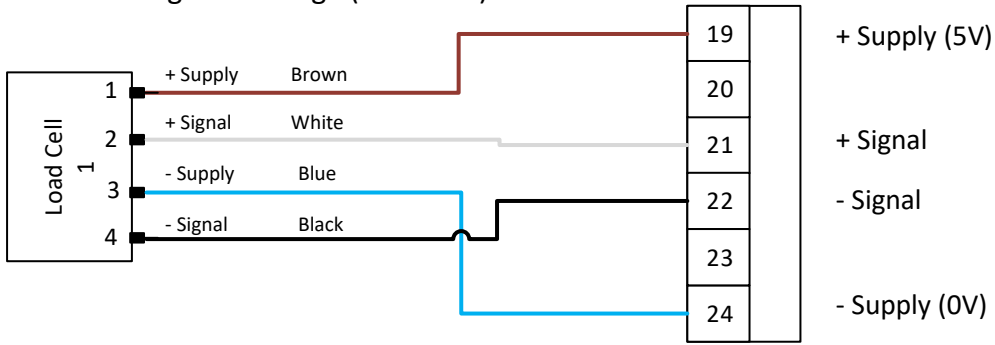 19 + Supply (5V)
+ Supply Brown
1
20
+ Signal White
2
21 + Signal
Load Cell
1
- Supply Blue
3
22 - Signal
- Signal Black
4
23
24 - Supply (0V)